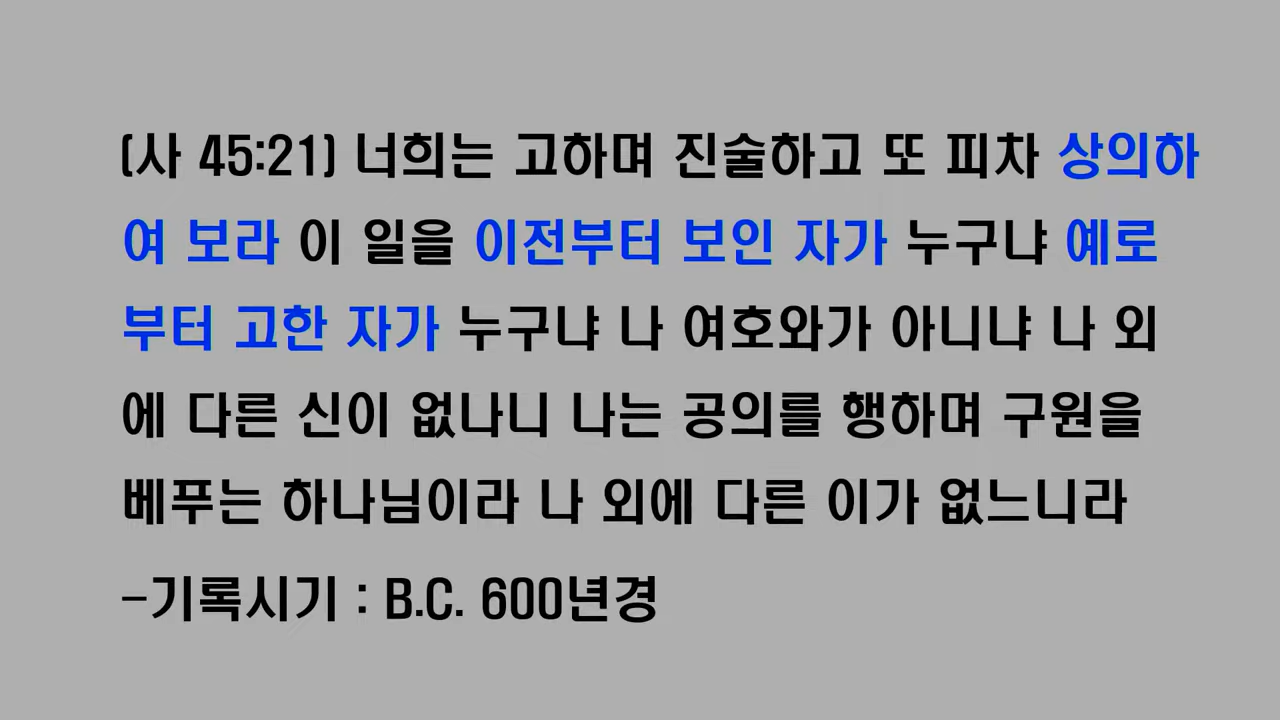 (사 45:21) 너희는 고하며 진술하고 또 피차 상의하
여 보라 이 일을 이전부터 보인 자가 누구냐 예로
부터 고한 자가 누구냐 나 여호와가 아니냐 나 외
에 다른 신이 없나니 나는 공의를 행하며 구원을
베푸는 하나님이라 나 외에 다른 이가 없느니라
-기록시기 : B.C. 600년경